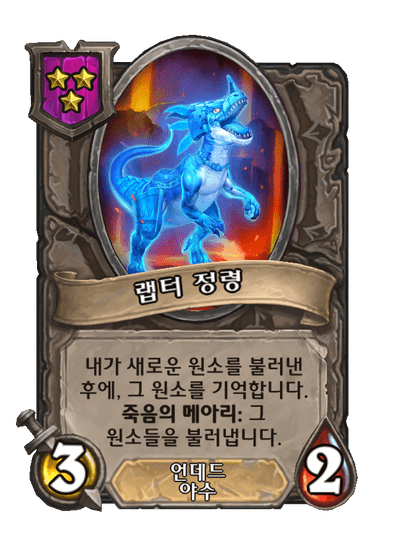 랩터 정령
내가 새로운 원소를 불러낸
후에, 그 원소를 기억합니다.
죽음의 메아리: 그
원소들을 불러냅니다.
3
언데드
야수
2